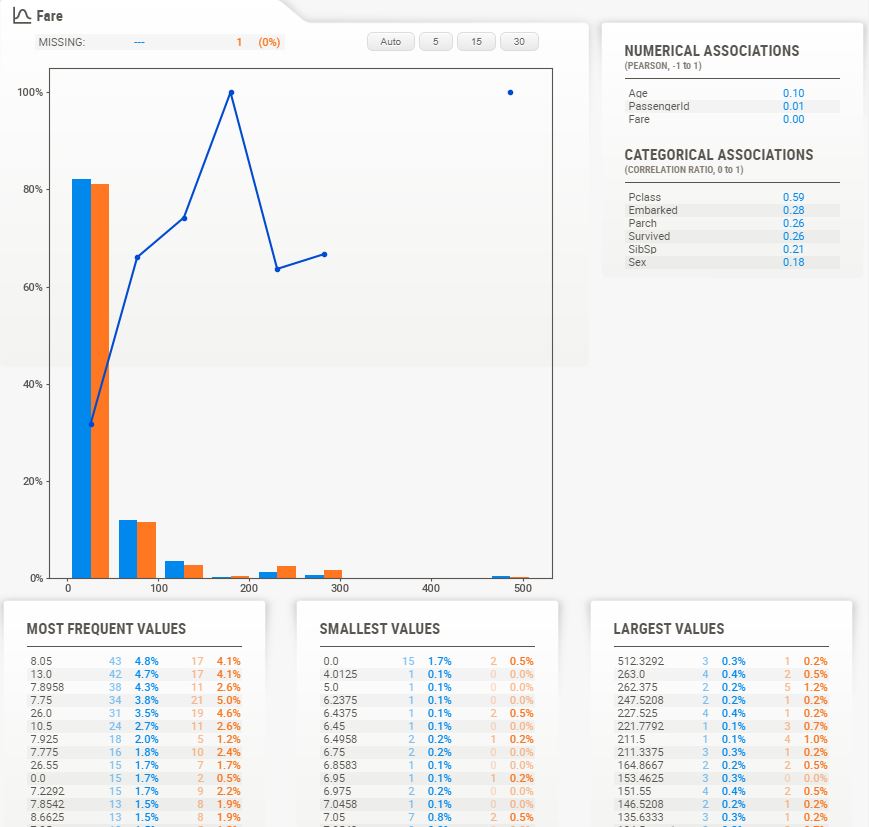 Fare
MISSING: --- 1 (0%)
Auto 5 15 30
100%
80%
60%
40%
20%
0%
0 100 200 300 400 500
NUMERICAL ASSOCIATIONS
(PEARSON, -1 to 1)
Age 0.10
PassengerId 0.01
Fare 0.00
CATEGORICAL ASSOCIATIONS
(CORRELATION RATIO, 0 to 1)
Pclass 0.59
Embarked 0.28
Parch 0.26
Survived 0.26
SibSp 0.21
Sex 0.18
MOST FREQUENT VALUES
8.05 43 4.8% 17 4.1%
13.0 42 4.7% 17 4.1%
7.8958 38 4.3% 11 2.6%
7.75 34 3.8% 21 5.0%
26.0 31 3.5% 19 4.6%
10.5 24 2.7% 11 2.6%
7.925 18 2.0% 5 1.2%
7.775 16 1.8% 10 2.4%
26.55 15 1.7% 7 1.7%
0.0 15 1.7% 2 0.5%
7.2292 15 1.7% 9 2.2%
7.8542 13 1.5% 8 1.9%
8.6625 13 1.5% 8 1.9%
SMALLEST VALUES
0.0 15 1.7% 2 0.5%
4.0125 1 0.1% 0 0.0%
5.0 1 0.1% 0 0.0%
6.2375 1 0.1% 0 0.0%
6.4375 1 0.1% 2 0.5%
6.45 1 0.1% 0 0.0%
6.4958 2 0.2% 1 0.2%
6.75 2 0.2% 0 0.0%
6.8583 1 0.1% 0 0.0%
6.95 1 0.1% 1 0.2%
6.975 2 0.2% 0 0.0%
7.0458 1 0.1% 0 0.0%
7.05 7 0.8% 2 0.5%
LARGEST VALUES
512.3292 3 0.3% 1 0.2%
263.0 4 0.4% 2 0.5%
262.375 2 0.2% 5 1.2%
247.5208 2 0.2% 1 0.2%
227.525 4 0.4% 1 0.2%
221.7792 1 0.1% 3 0.7%
211.5 1 0.1% 4 1.0%
211.3375 3 0.3% 1 0.2%
164.8667 2 0.2% 2 0.5%
153.4625 3 0.3% 0 0.0%
151.55 4 0.4% 2 0.5%
146.5208 2 0.2% 1 0.2%
135.6333 3 0.3% 1 0.2%